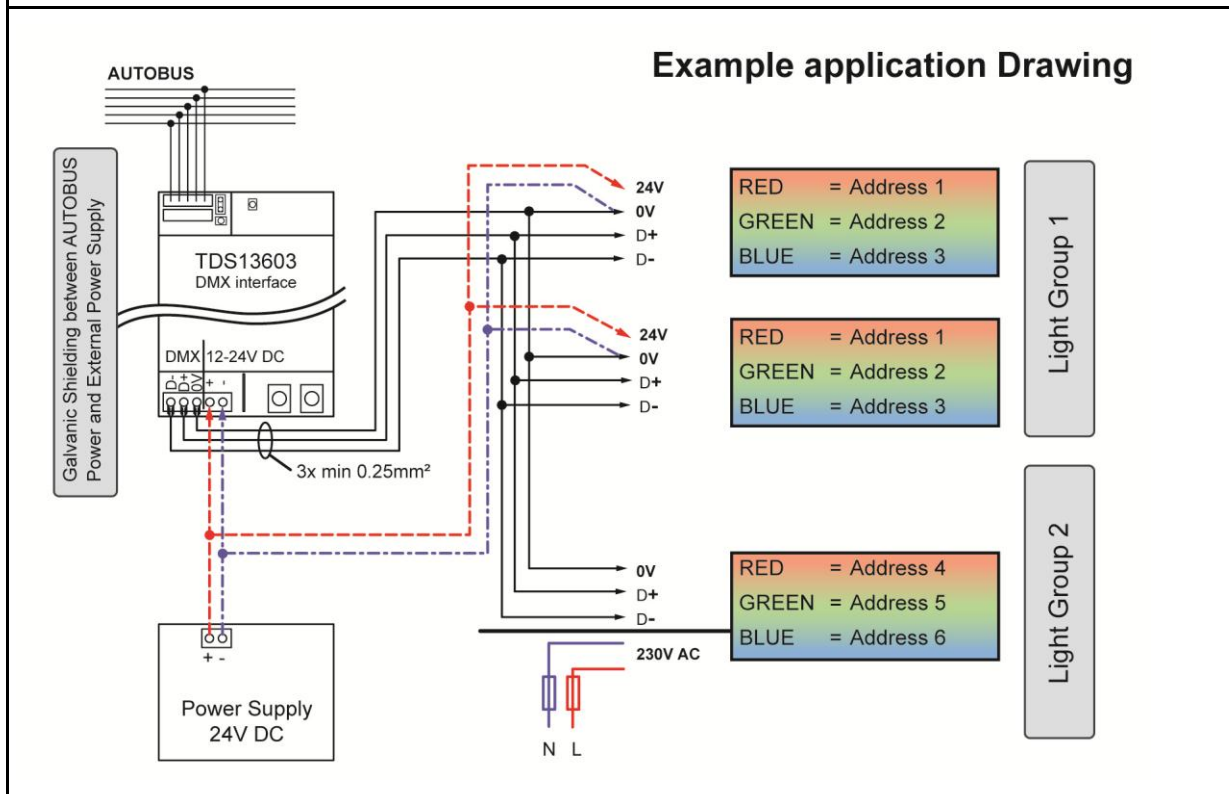 Example application Drawing
AUTOBUS
Galvanic Shielding between AUTOBUS
Power and External Power Supply
TDS13603
DMX interface
DMX 12-24V DC
D- D+ 0V + -
3x min 0.25mm²
+ -
Power Supply
24V DC
24V
0V
D+
D-
RED = Address 1
GREEN = Address 2
BLUE = Address 3
24V
0V
D+
D-
RED = Address 1
GREEN = Address 2
BLUE = Address 3
Light Group 1
0V
D+
D-
230V AC
N L
RED = Address 4
GREEN = Address 5
BLUE = Address 6
Light Group 2